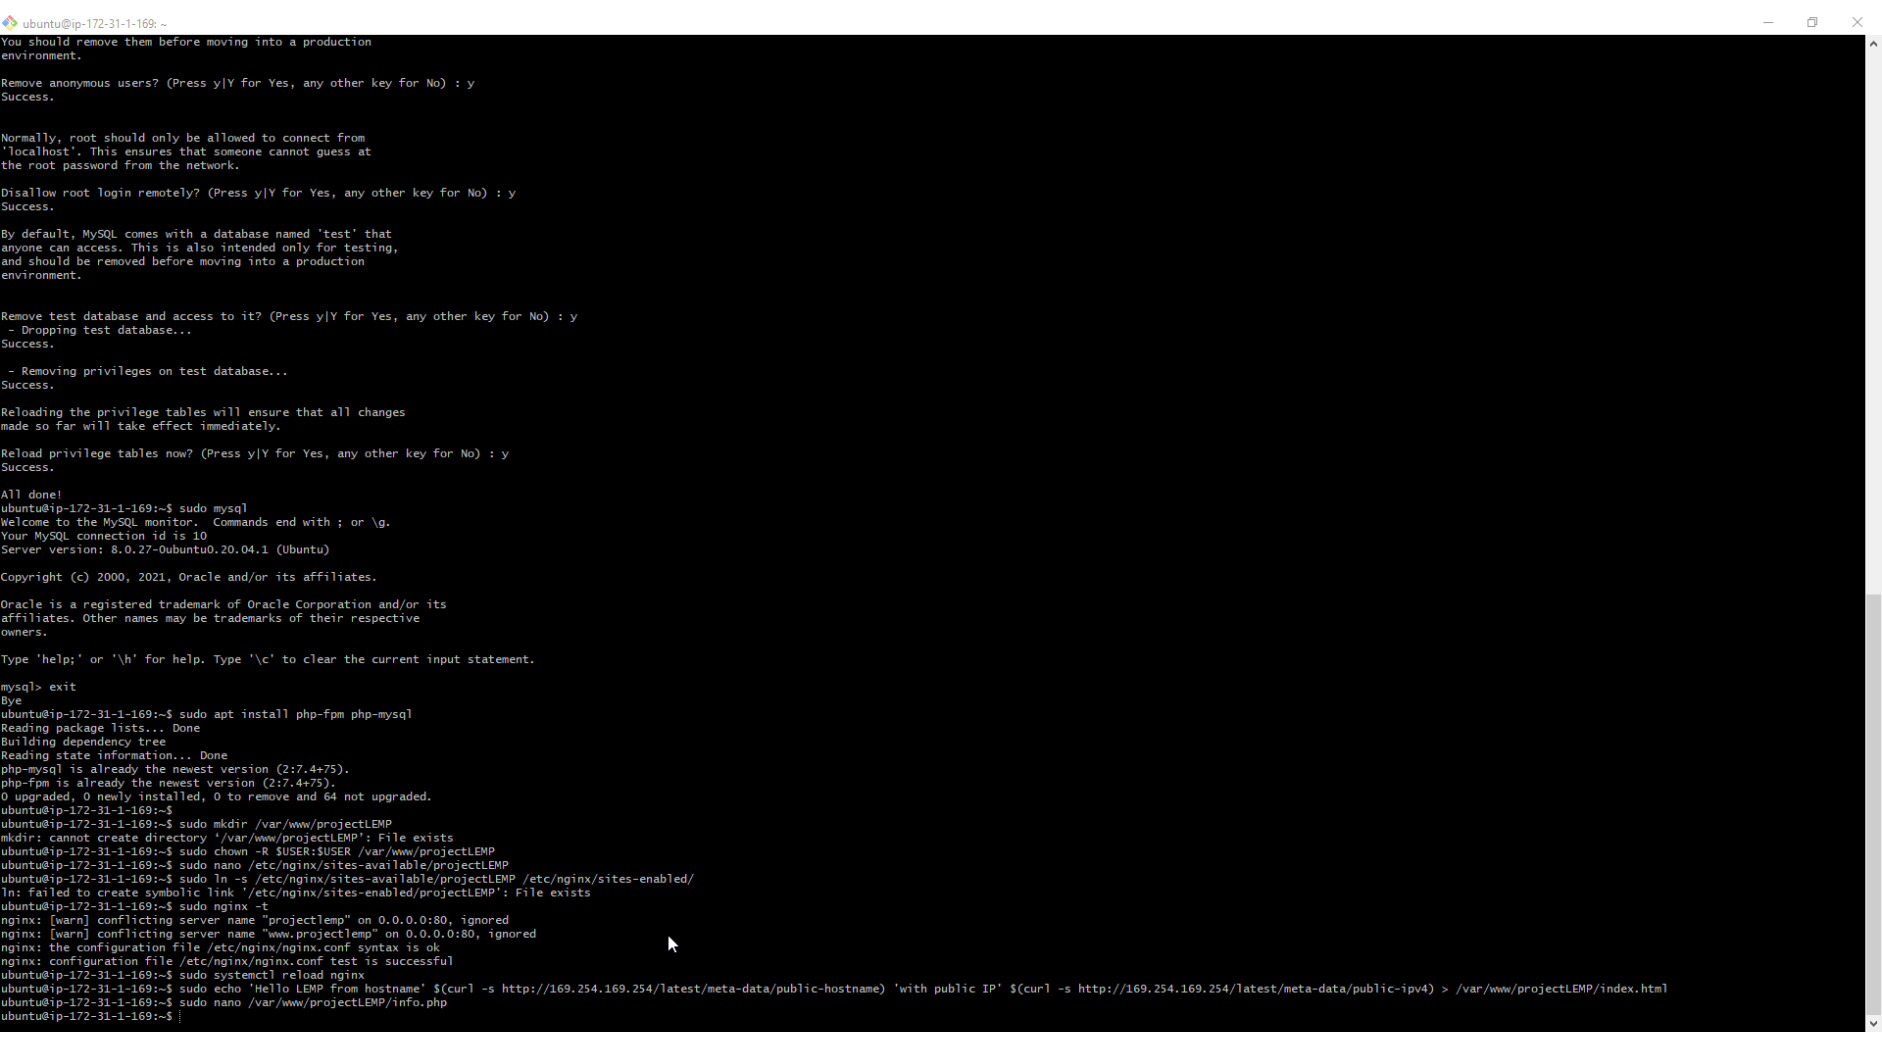 ubuntu@ip-172-31-1-169: ~
You should remove them before moving into a production
environment.
Remove anonymous users? (Press y|Y for Yes, any other key for No) : y
Success.
Normally, root should only be allowed to connect from
'localhost'. This ensures that someone cannot guess at
the root password from the network.
Disallow root login remotely? (Press y|Y for Yes, any other key for No) : y
Success.
By default, MySQL comes with a database named 'test' that
anyone can access. This is also intended only for testing,
and should be removed before moving into a production
environment.
Remove test database and access to it? (Press y|Y for Yes, any other key for No) : y
 - Dropping test database...
Success.
 - Removing privileges on test database...
Success.
Reloading the privilege tables will ensure that all changes
made so far will take effect immediately.
Reload privilege tables now? (Press y|Y for Yes, any other key for No) : y
Success.
All done!
ubuntu@ip-172-31-1-169:~$ sudo mysql
Welcome to the MySQL monitor.  Commands end with ; or \g.
Your MySQL connection id is 10
Server version: 8.0.27-0ubuntu0.20.04.1 (Ubuntu)
Copyright (c) 2000, 2021, Oracle and/or its affiliates.
Oracle is a registered trademark of Oracle Corporation and/or its
affiliates. Other names may be trademarks of their respective
owners.
Type 'help;' or '\h' for help. Type '\c' to clear the current input statement.
mysql> exit
Bye
ubuntu@ip-172-31-1-169:~$ sudo apt install php-fpm php-mysql
Reading package lists... Done
Building dependency tree
Reading state information... Done
php-mysql is already the newest version (2:7.4+75).
php-fpm is already the newest version (2:7.4+75).
0 upgraded, 0 newly installed, 0 to remove and 64 not upgraded.
ubuntu@ip-172-31-1-169:~$
ubuntu@ip-172-31-1-169:~$ sudo mkdir /var/www/projectLEMP
mkdir: cannot create directory ‘/var/www/projectLEMP’: File exists
ubuntu@ip-172-31-1-169:~$ sudo chown -R $USER:$USER /var/www/projectLEMP
ubuntu@ip-172-31-1-169:~$ sudo nano /etc/nginx/sites-available/projectLEMP
ubuntu@ip-172-31-1-169:~$ sudo ln -s /etc/nginx/sites-available/projectLEMP /etc/nginx/sites-enabled/
ln: failed to create symbolic link '/etc/nginx/sites-enabled/projectLEMP': File exists
ubuntu@ip-172-31-1-169:~$ sudo nginx -t
nginx: [warn] conflicting server name "projectlemp" on 0.0.0.0:80, ignored
nginx: [warn] conflicting server name "www.projectlemp" on 0.0.0.0:80, ignored
nginx: the configuration file /etc/nginx/nginx.conf syntax is ok
nginx: configuration file /etc/nginx/nginx.conf test is successful
ubuntu@ip-172-31-1-169:~$ sudo systemctl reload nginx
ubuntu@ip-172-31-1-169:~$ sudo echo 'Hello LEMP from hostname' $(curl -s http://169.254.169.254/latest/meta-data/public-hostname) 'with public IP' $(curl -s http://169.254.169.254/latest/meta-data/public-ipv4) > /var/www/projectLEMP/index.html
ubuntu@ip-172-31-1-169:~$ sudo nano /var/www/projectLEMP/info.php
ubuntu@ip-172-31-1-169:~$